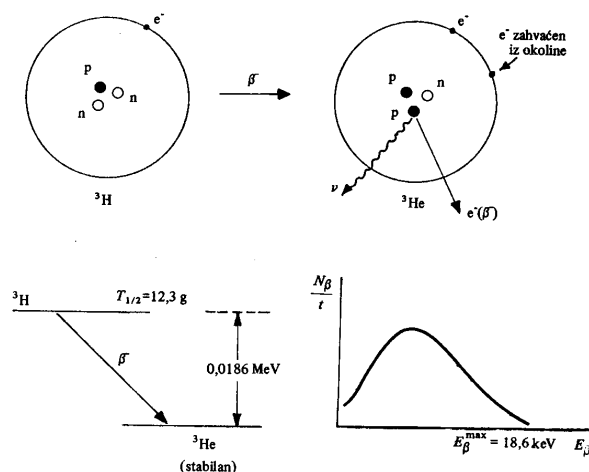 e⁻
p
n
n
³H
β⁻
e⁻
e⁻ zahvaćen
iz okoline
p
n
p
ν
³He
e⁻(β⁻)
³H
T₁/₂=12,3 g
β⁻
0,0186 MeV
³He
(stabilan)
Nβ
t
Eβᵐᵃˣ = 18,6 keV
Eβ